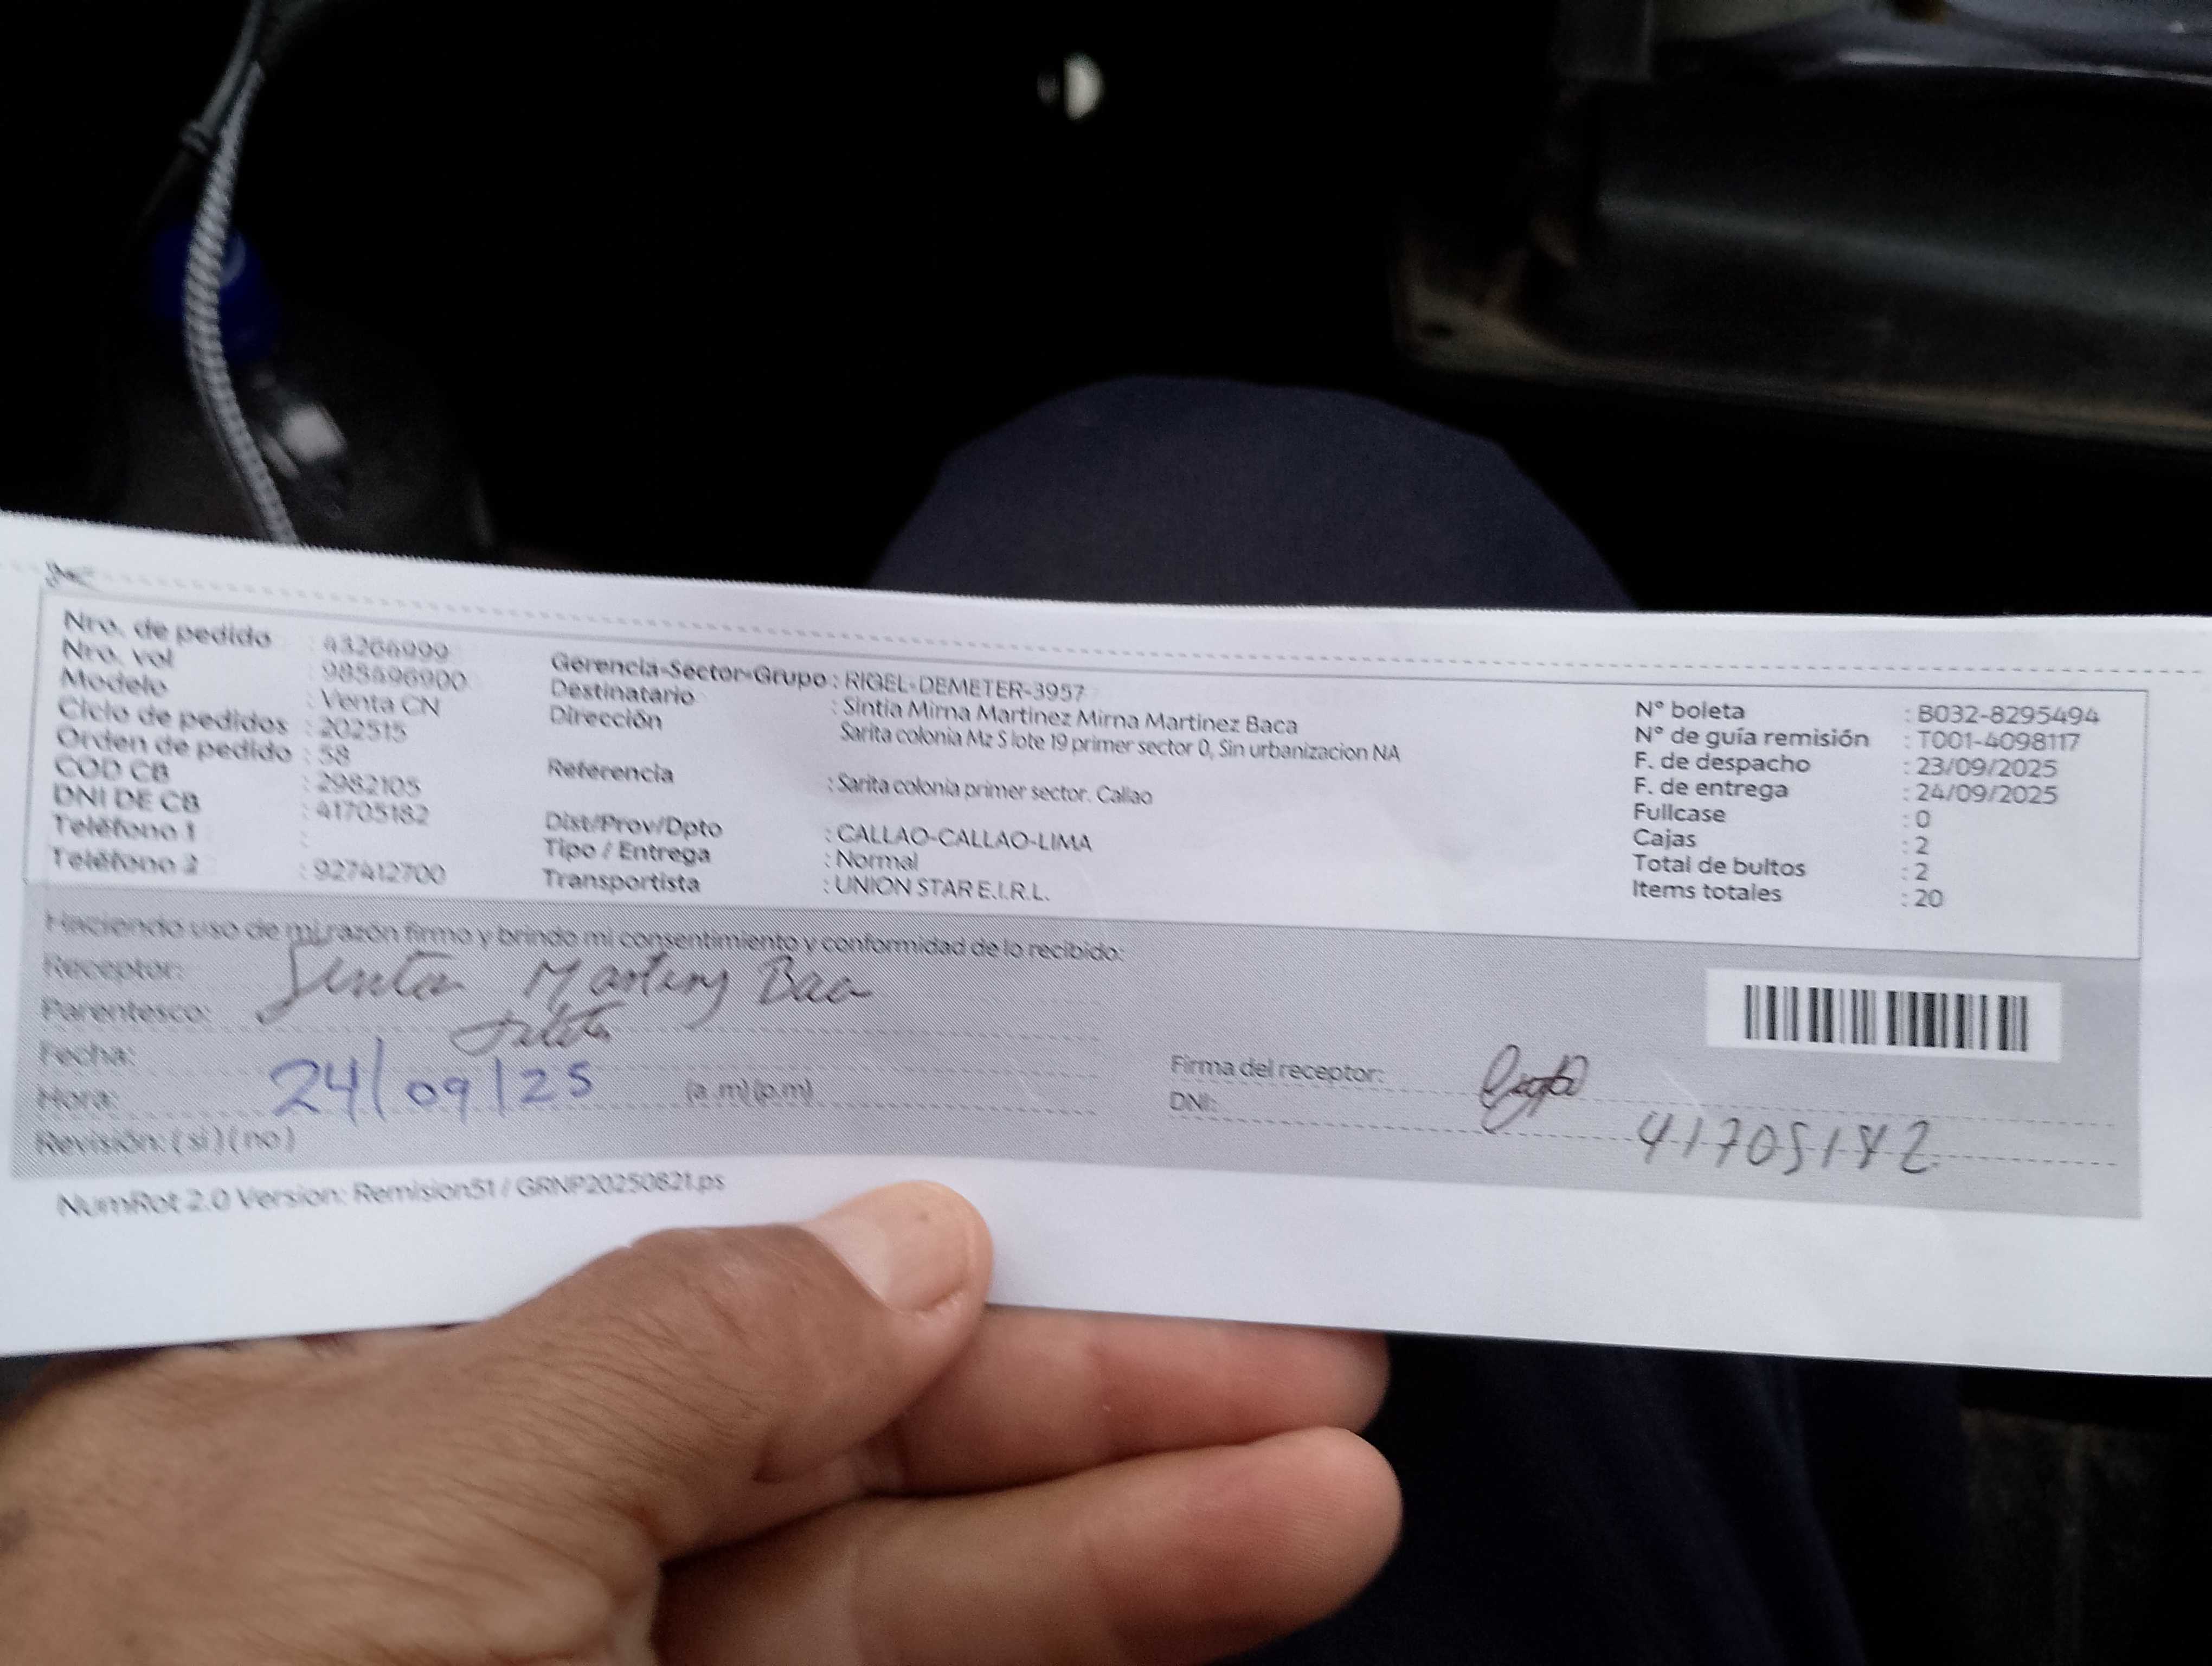 Nro. de pedido : 43266999
Nro. vol : 985696900
Modelo : Venta CN
Ciclo de pedidos : 202515
Orden de pedido : 58
COD CB : 2982105
DNI DE CB : 41705182
Teléfono 1 :
Teléfono 2 : 927412700
Gerencia-Sector-Grupo : RIGEL-DEMETER-3957
Destinatario : Sintia Mirna Martinez Mirna Martinez Baca
Dirección Sarita colonia Mz S lote 19 primer sector 0, Sin urbanizacion NA
Referencia : Sarita colonia primer sector. Callao
Dist/Prov/Dpto : CALLAO-CALLAO-LIMA
Tipo / Entrega : Normal
Transportista : UNION STAR E.I.R.L.
N° boleta : B032-8295494
N° de guía remisión : T001-4098117
F. de despacho : 23/09/2025
F. de entrega : 24/09/2025
Fullcase : 0
Cajas : 2
Total de bultos : 2
Items totales : 20
Haciendo uso de mi razón firmo y brindo mi consentimiento y conformidad de lo recibido:
Receptor:
Parentesco:
Fecha: 24/09/25
Hora: (a.m)(p.m)
Revisión: (si) (no)
Firma del receptor:
DNI: 41705182
NumRot 2.0 Version: Remision51 / GRNP20250821.ps